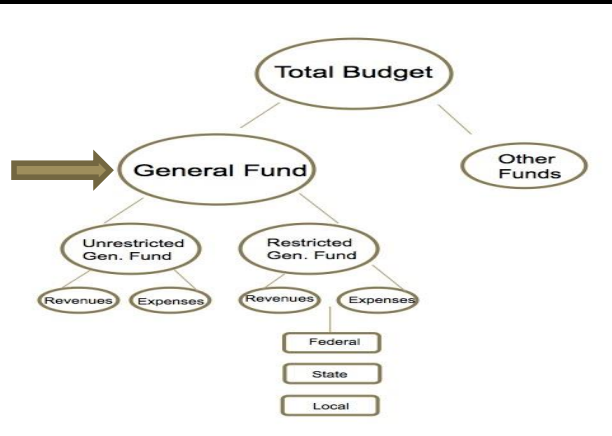 Total Budget
General Fund
Other
Funds
Unrestricted
Gen. Fund
Restricted
Gen. Fund
Revenues
Expenses
Revenues
Expenses
Federal
State
Local